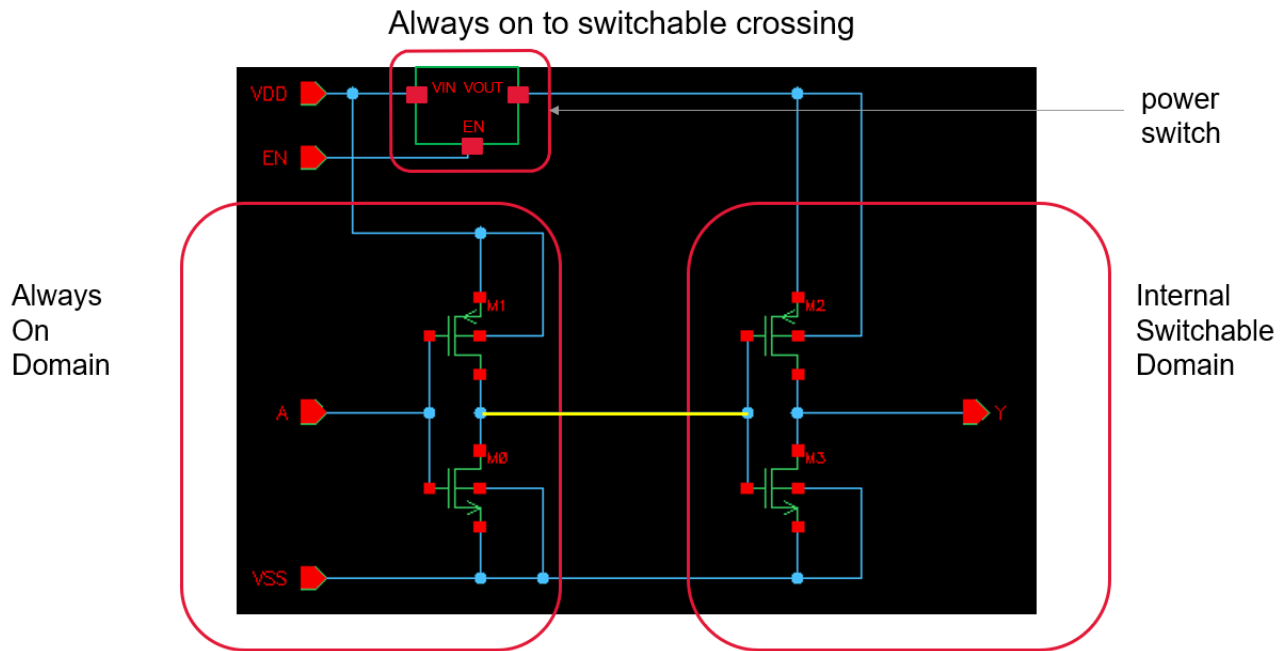 Always on to switchable crossing
VDD
VIN VOUT
EN
EN
power
switch
Always
On
Domain
M1
M2
Internal
Switchable
Domain
A
Y
M0
M3
VSS